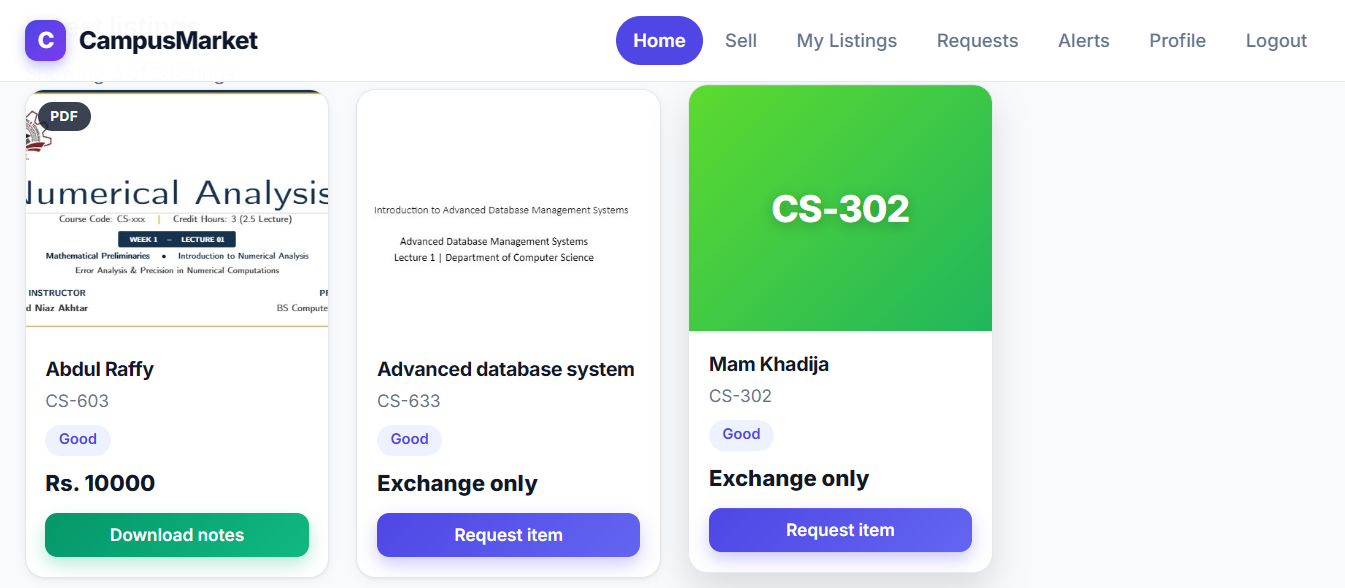 C CampusMarket
Home Sell My Listings Requests Alerts Profile Logout
PDF
Numerical Analysis
Course Code: CS-xxx | Credit Hours: 3 (2.5 Lecture)
WEEK 1 – LECTURE 01
Mathematical Preliminaries • Introduction to Numerical Analysis
Error Analysis & Precision in Numerical Computations
INSTRUCTOR
d Niaz Akhtar
BS Compute
Abdul Raffy
CS-603
Good
Rs. 10000
Download notes
Introduction to Advanced Database Management Systems
Advanced Database Management Systems
Lecture 1 | Department of Computer Science
Advanced database system
CS-633
Good
Exchange only
Request item
CS-302
Mam Khadija
CS-302
Good
Exchange only
Request item